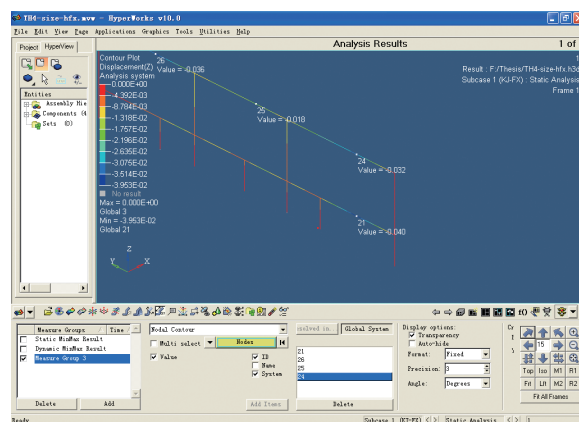 TH4-size-hfx.mvw - HyperWorks v10.0
File Edit View Page Applications Graphics Tools Utilities Help
Project HyperView
Analysis Results
1 of
Contour Plot
Displacement(Z)
Analysis system
0.000E+00
-4.392E-03
-8.784E-03
-1.318E-02
-1.757E-02
-2.196E-02
-2.635E-02
-3.075E-02
-3.514E-02
-3.953E-02
No result
Max = 0.000E+00
Global 3
Min = -3.953E-02
Global 21
26
Value = -0.036
25
Value = -0.018
24
Value = -0.032
21
Value = -0.040
1
Result : F:/Thesis/TH4-size-hfx.h3d
Subcase 1 (KJ-FX) : Static Analysis
Frame 1
Z
Y
X
Entities
Assembly Hie
Components (4
Sets (0)
Measure Groups / Time
Static MinMax Result
Dynamic MinMax Result
Measure Group 3
Delete Add
Nodal Contour
Multi select Nodes
Value
ID
Name
System
Add Items
Global System
21
26
25
24
Delete
Display options:
Transparency
Auto-hide
Format: Fixed
Precision: 3
Angle: Degrees
15
Top Iso M1 R1
Frt Lft M2 R2
Fit All Frames
Ready
Subcase 1 (KJ-FX) Static Analysis